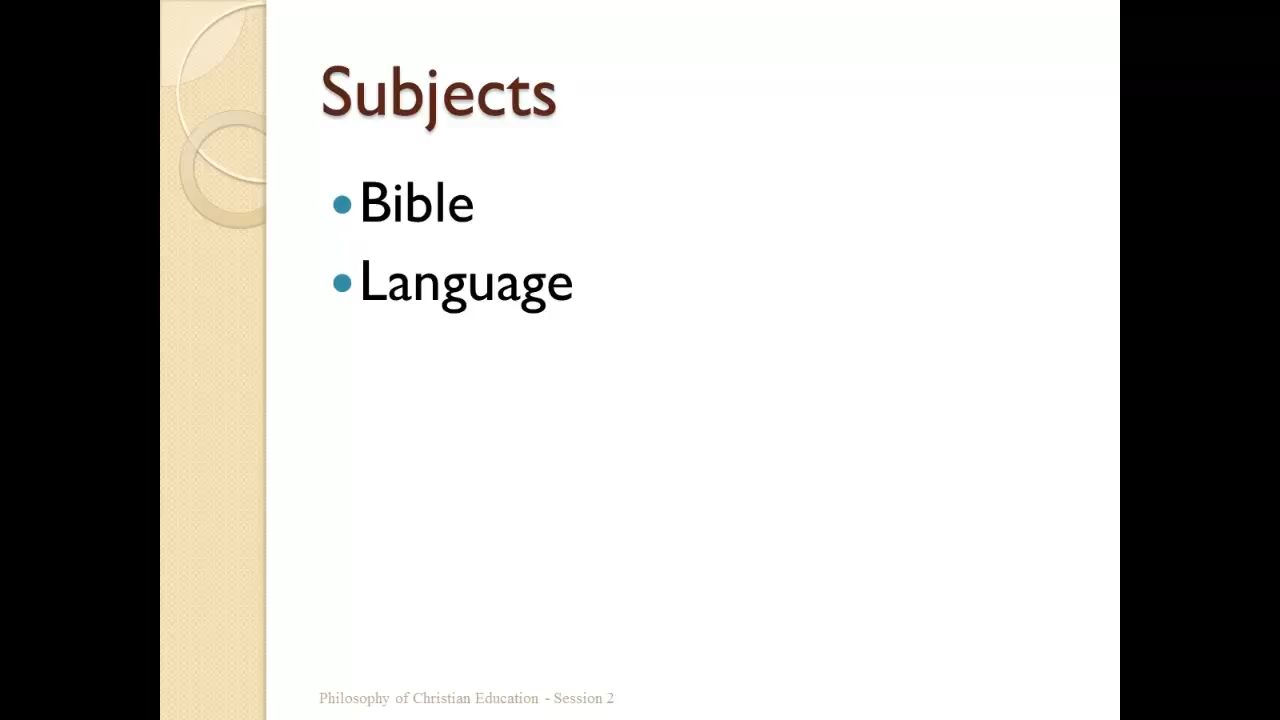 Subjects
Bible
Language
Philosophy of Christian Education - Session 2